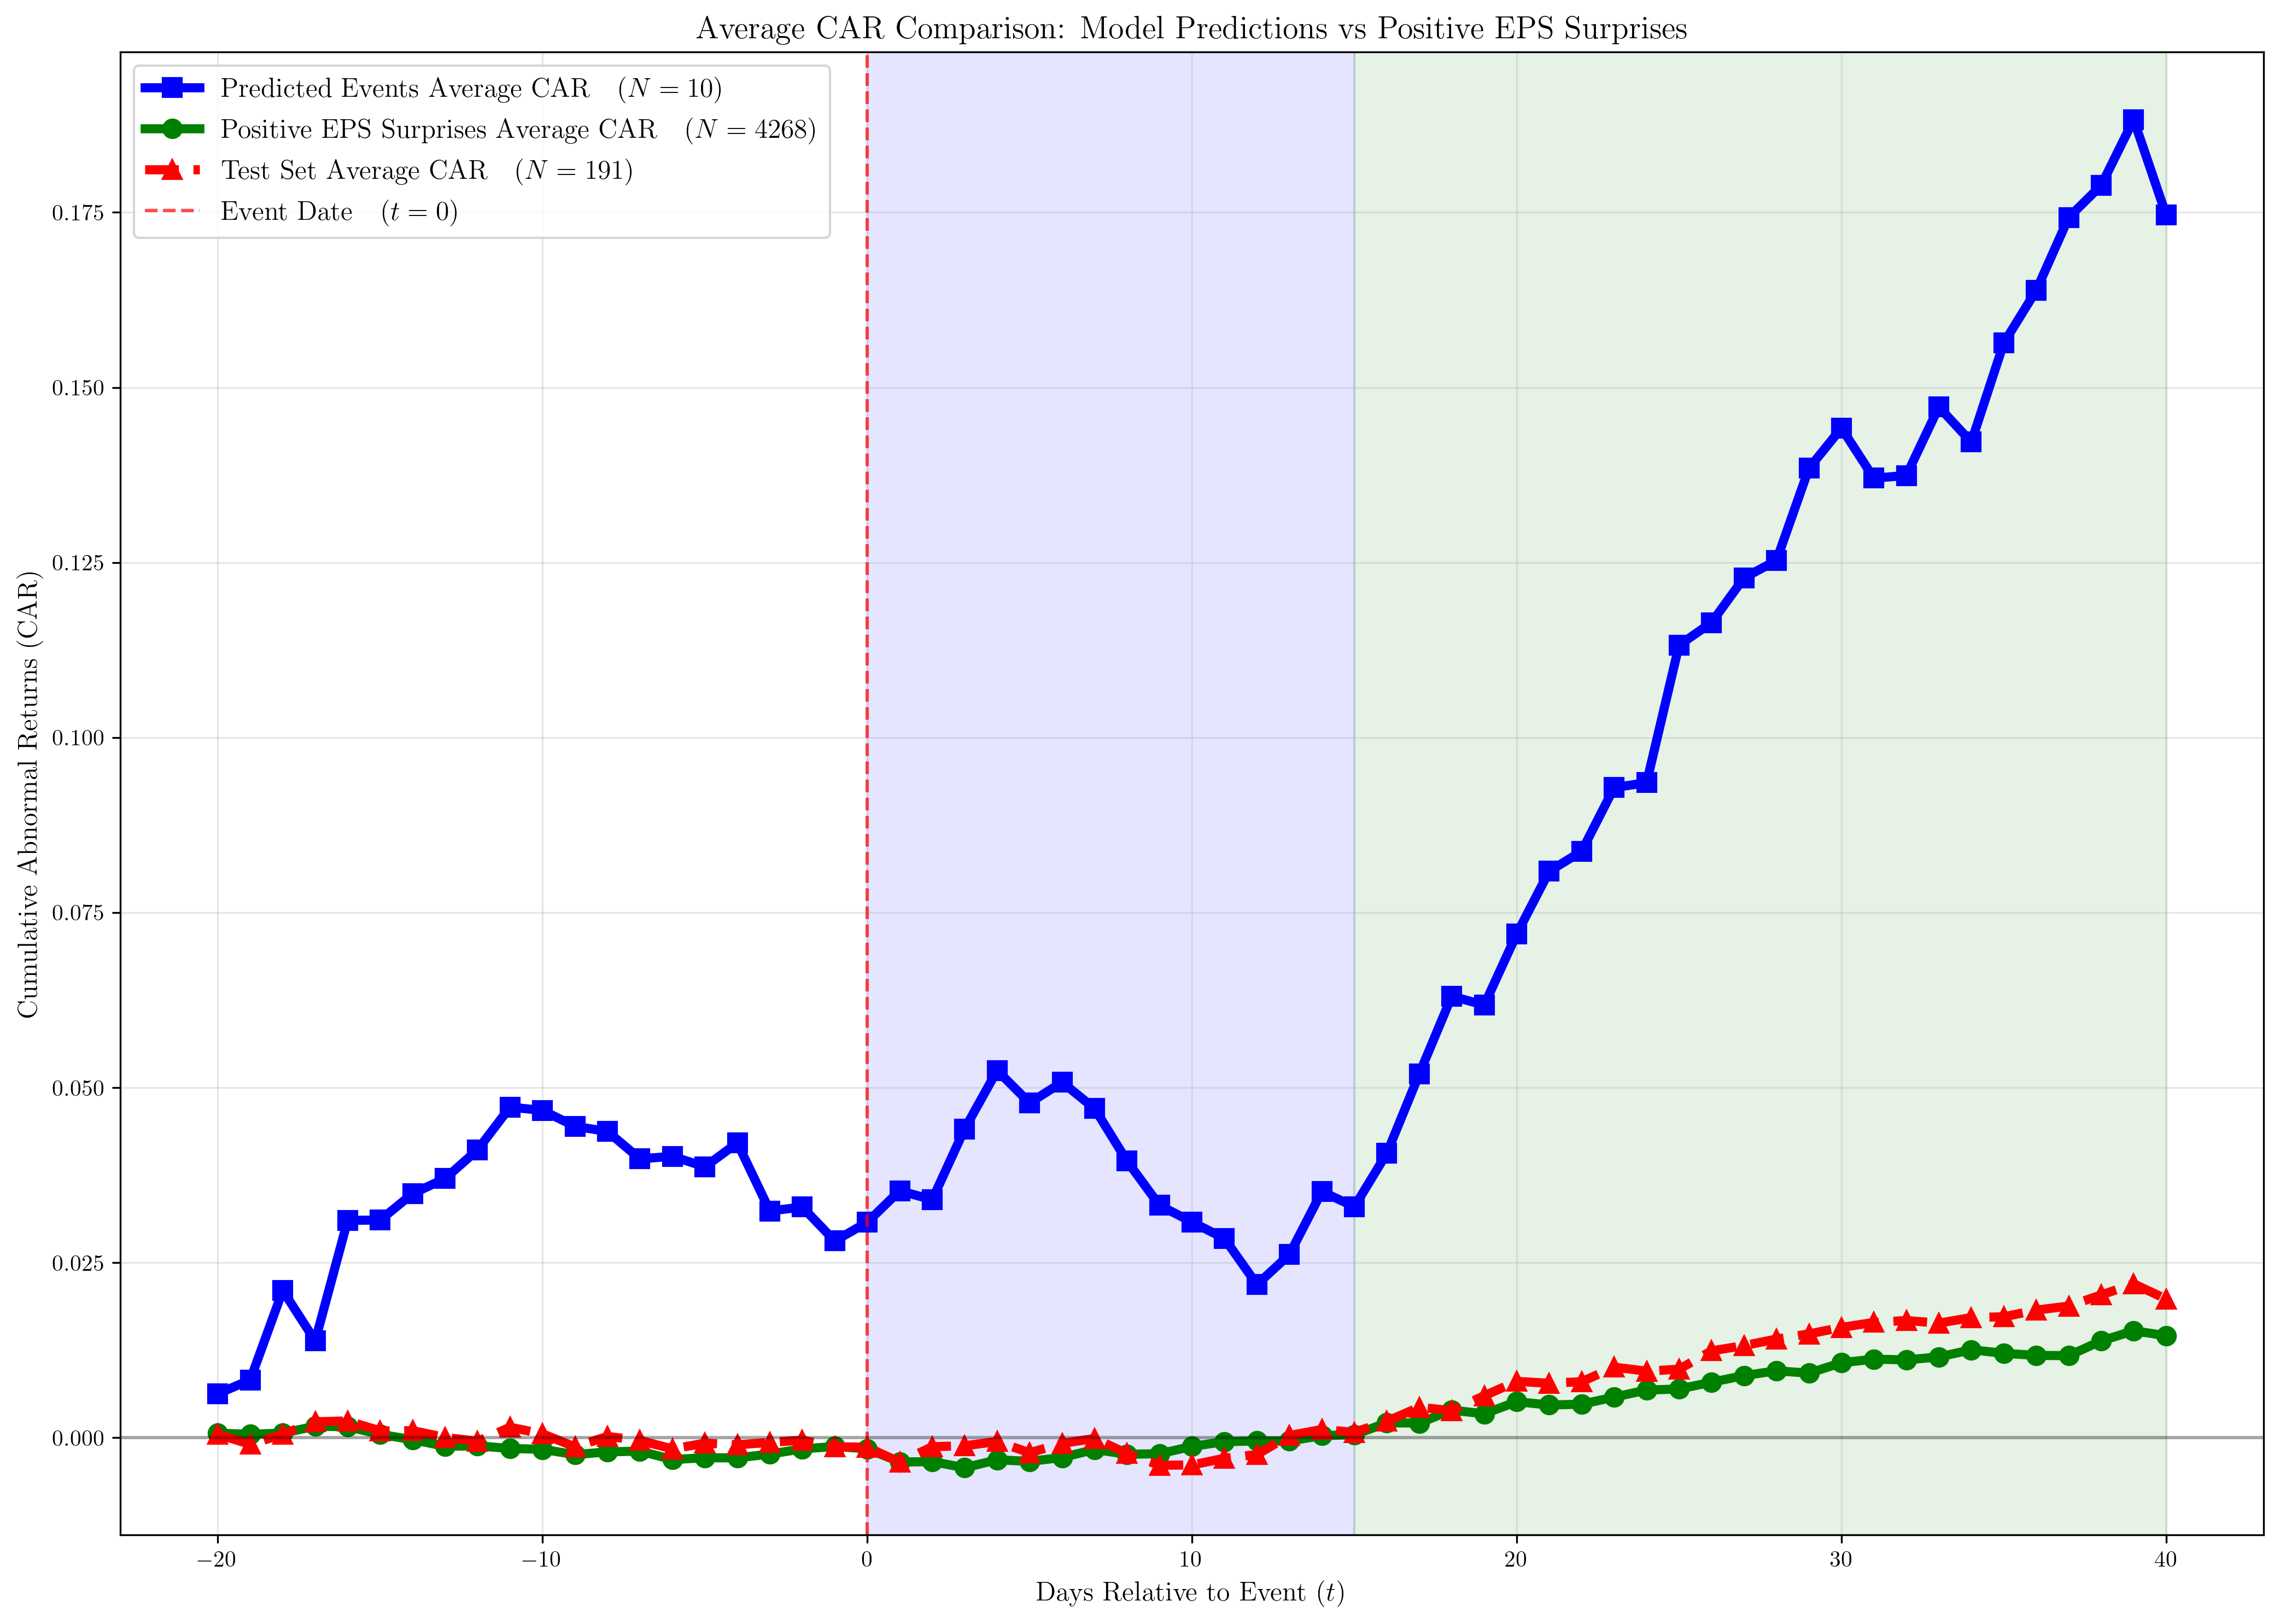 Average CAR Comparison: Model Predictions vs Positive EPS Surprises
Predicted Events Average CAR (N = 10)
Positive EPS Surprises Average CAR (N = 4268)
Test Set Average CAR (N = 191)
Event Date (t = 0)
Cumulative Abnormal Returns (CAR)
0.175
0.150
0.125
0.100
0.075
0.050
0.025
0.000
−20 −10 0 10 20 30 40
Days Relative to Event (t)